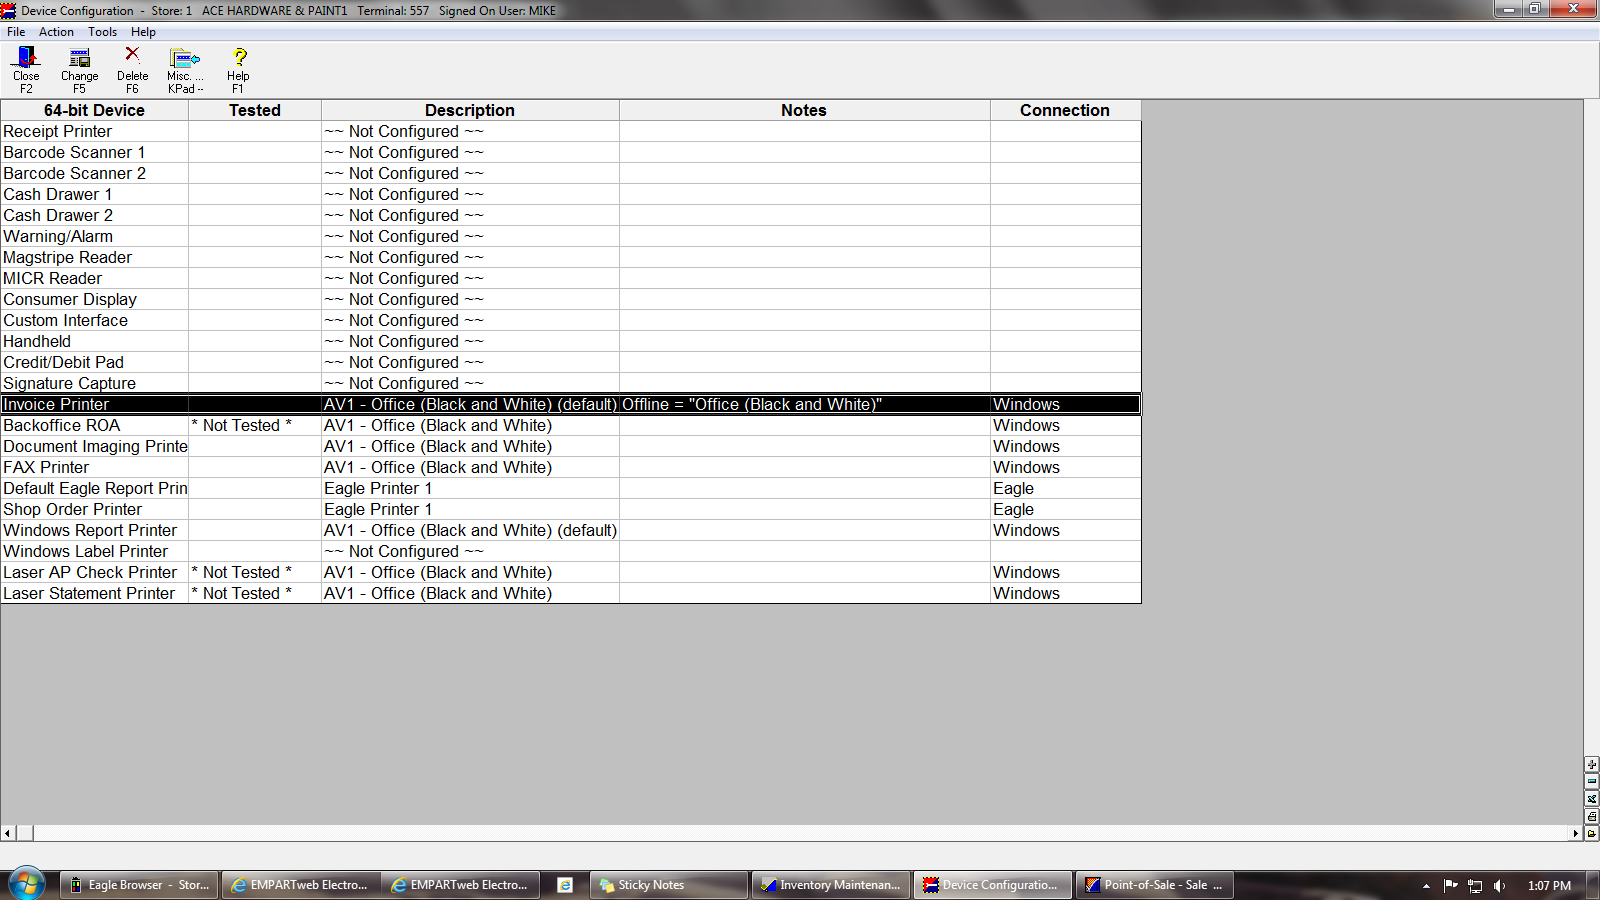 Device Configuration - Store: 1 ACE HARDWARE & PAINT1 Terminal: 557 Signed On User: MIKE
File Action Tools Help
Close Change Delete Misc. ... Help
F2 F5 F6 KPad -- F1
64-bit Device Tested Description Notes Connection
Receipt Printer ~~ Not Configured ~~
Barcode Scanner 1 ~~ Not Configured ~~
Barcode Scanner 2 ~~ Not Configured ~~
Cash Drawer 1 ~~ Not Configured ~~
Cash Drawer 2 ~~ Not Configured ~~
Warning/Alarm ~~ Not Configured ~~
Magstripe Reader ~~ Not Configured ~~
MICR Reader ~~ Not Configured ~~
Consumer Display ~~ Not Configured ~~
Custom Interface ~~ Not Configured ~~
Handheld ~~ Not Configured ~~
Credit/Debit Pad ~~ Not Configured ~~
Signature Capture ~~ Not Configured ~~
Invoice Printer AV1 - Office (Black and White) (default) Offline = "Office (Black and White)" Windows
Backoffice ROA * Not Tested * AV1 - Office (Black and White) Windows
Document Imaging Printe AV1 - Office (Black and White) Windows
FAX Printer AV1 - Office (Black and White) Windows
Default Eagle Report Prin Eagle Printer 1 Eagle
Shop Order Printer Eagle Printer 1 Eagle
Windows Report Printer AV1 - Office (Black and White) (default) Windows
Windows Label Printer ~~ Not Configured ~~
Laser AP Check Printer * Not Tested * AV1 - Office (Black and White) Windows
Laser Statement Printer * Not Tested * AV1 - Office (Black and White) Windows
Eagle Browser - Stor... EMPARTweb Electro... EMPARTweb Electro... Sticky Notes Inventory Maintenan... Device Configuratio... Point-of-Sale - Sale ... 1:07 PM